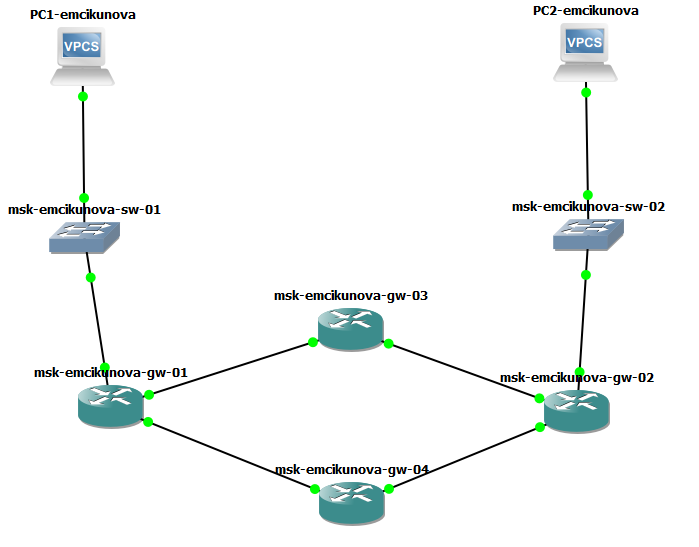 PC1-emcikunova
PC2-emcikunova
VPCS
VPCS
msk-emcikunova-sw-01
msk-emcikunova-sw-02
msk-emcikunova-gw-03
msk-emcikunova-gw-01
msk-emcikunova-gw-02
msk-emcikunova-gw-04